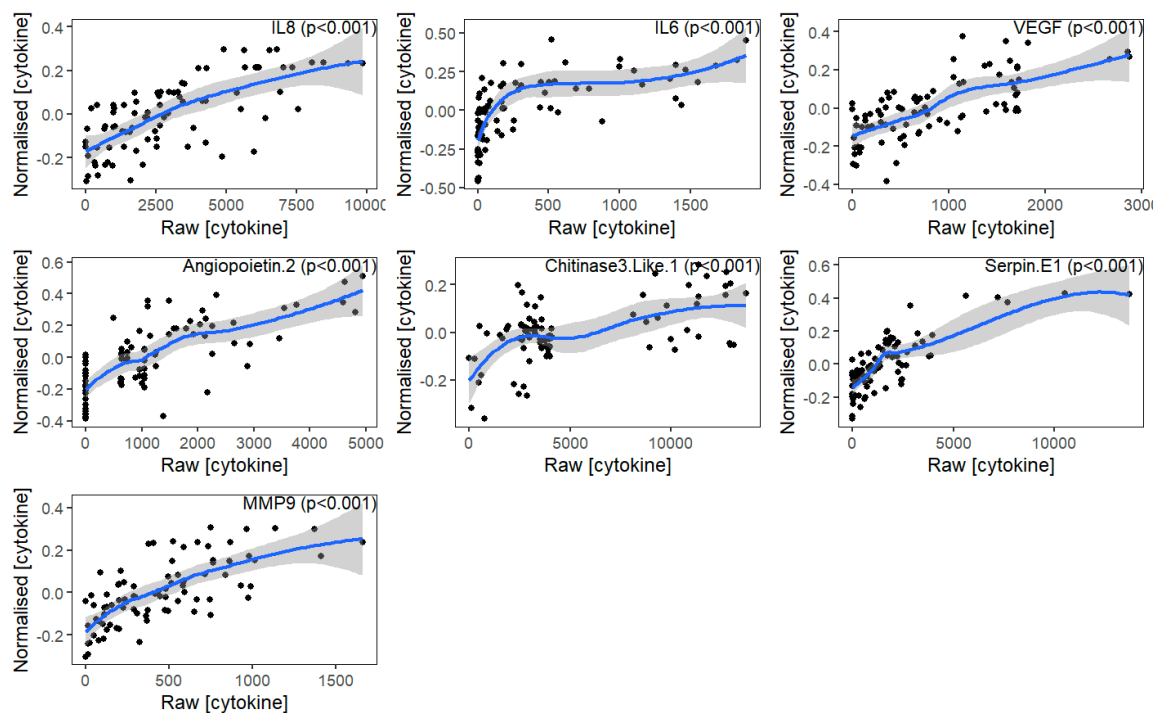 IL8 (p<0.001)
Normalised [cytokine]
0.4
0.2
0.0
-0.2
0
2500
5000
7500
10000
Raw [cytokine]
IL6 (p<0.001)
Normalised [cytokine]
0.50
0.25
0.00
-0.25
-0.50
0
500
1000
1500
Raw [cytokine]
VEGF (p<0.001)
Normalised [cytokine]
0.4
0.2
0.0
-0.2
-0.4
0
1000
2000
3000
Raw [cytokine]
Angiopoietin.2 (p<0.001)
Normalised [cytokine]
0.6
0.4
0.2
0.0
-0.2
-0.4
0
1000
2000
3000
4000
5000
Raw [cytokine]
Chitinase3.Like.1 (p<0.001)
Normalised [cytokine]
0.2
0.0
-0.2
0
5000
10000
Raw [cytokine]
Serpin.E1 (p<0.001)
Normalised [cytokine]
0.6
0.4
0.2
0.0
-0.2
-0.4
0
5000
10000
Raw [cytokine]
MMP9 (p<0.001)
Normalised [cytokine]
0.4
0.2
0.0
-0.2
0
500
1000
1500
Raw [cytokine]